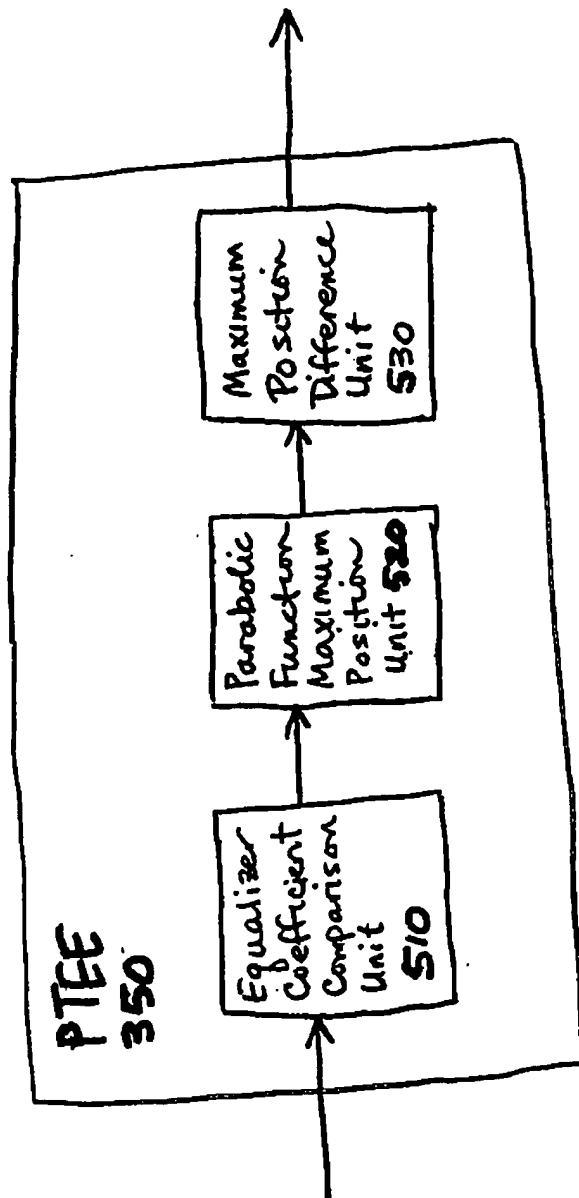 PTEE
350
Equalizer
Coefficient
Comparison
Unit
510
Parabolic
Function
Maximum
Position
Unit 520
Maximum
Position
Difference
Unit
530